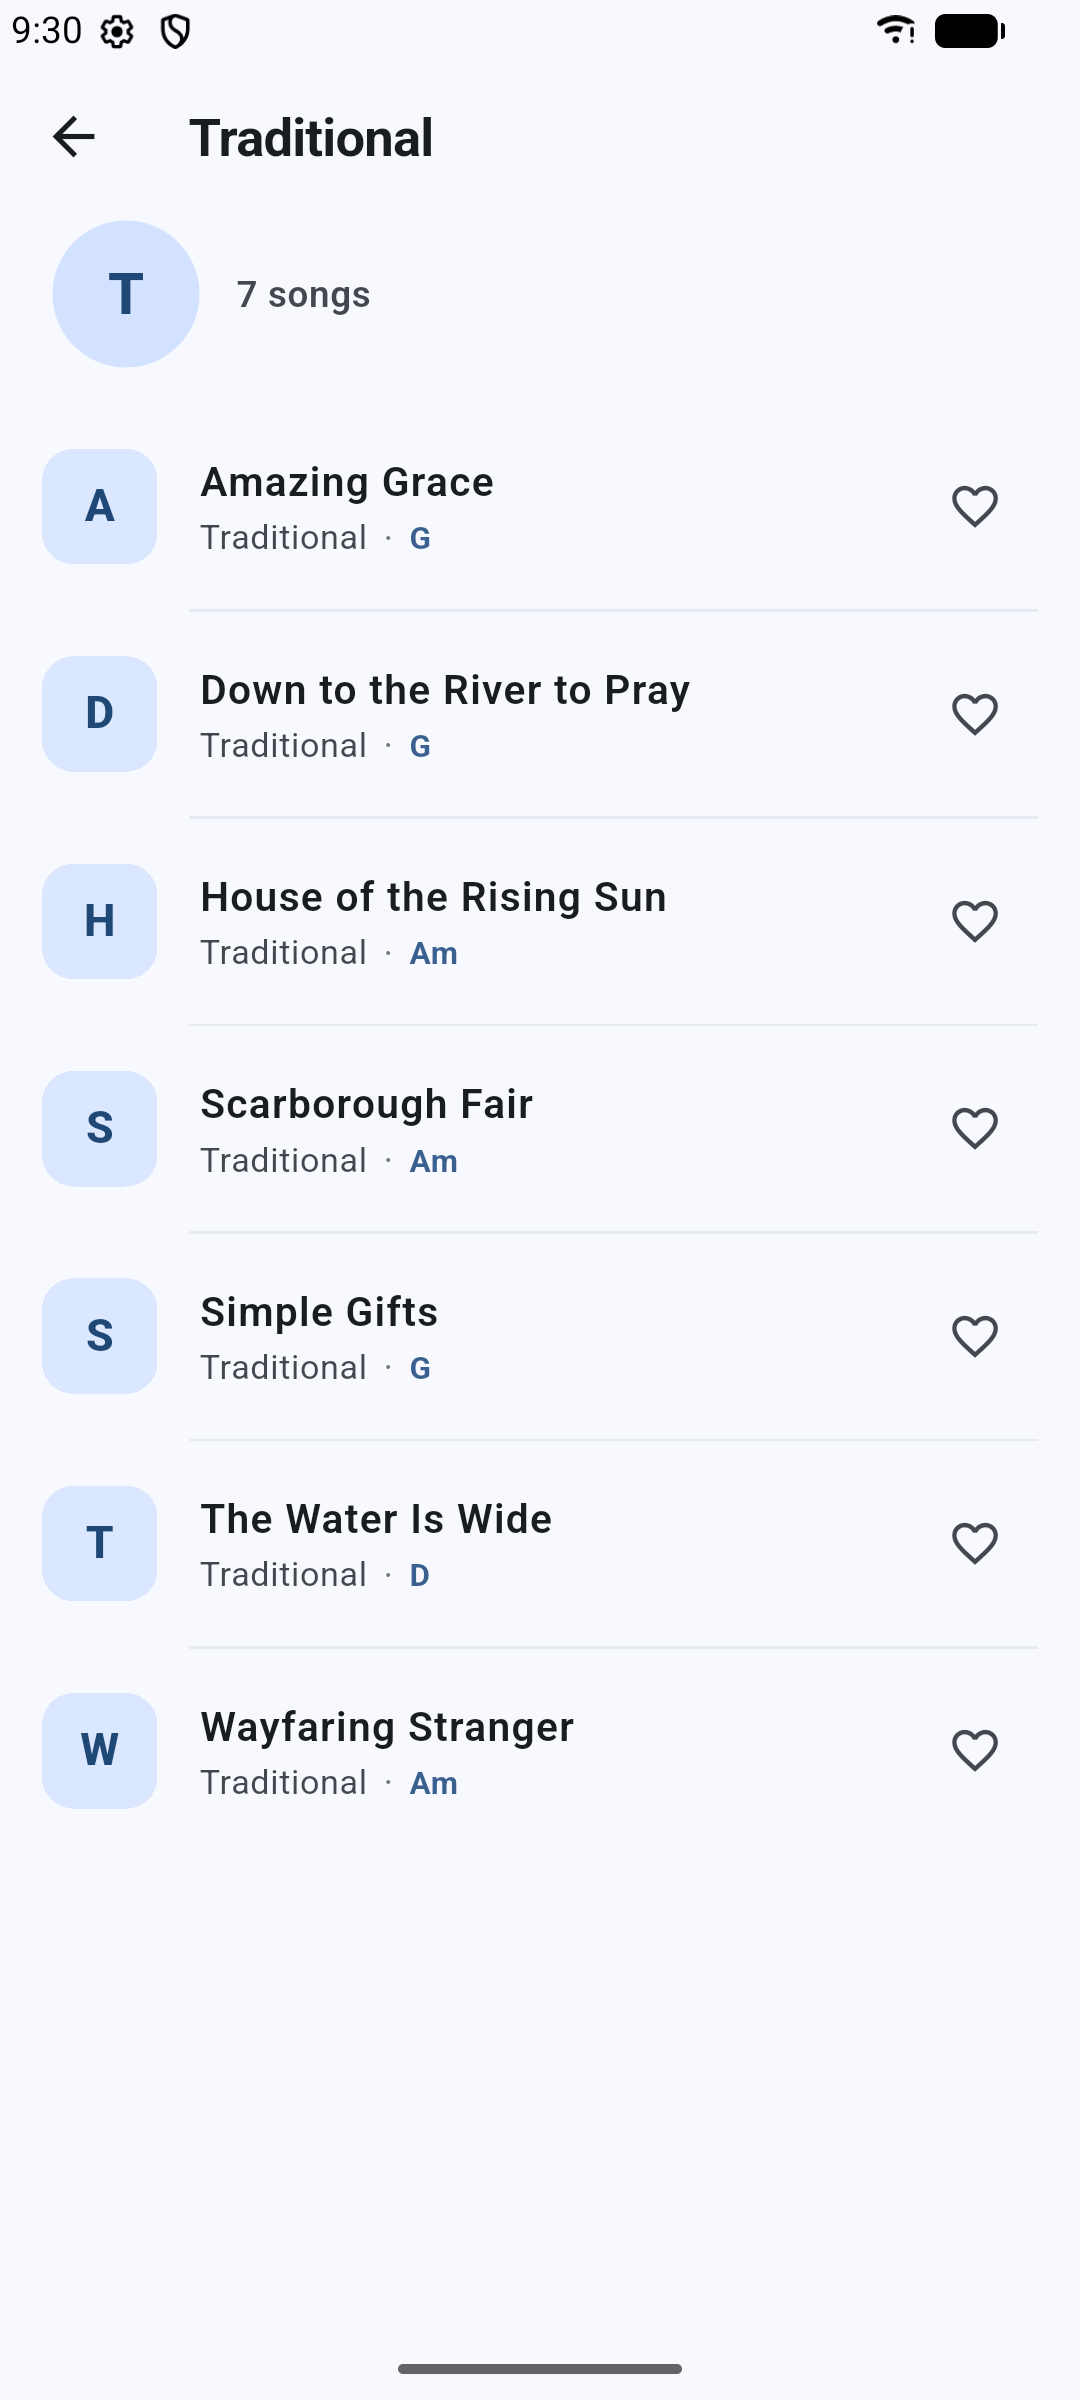 9:30
Traditional
T
7 songs
A
Amazing Grace
Traditional · G
D
Down to the River to Pray
Traditional · G
H
House of the Rising Sun
Traditional · Am
S
Scarborough Fair
Traditional · Am
S
Simple Gifts
Traditional · G
T
The Water Is Wide
Traditional · D
W
Wayfaring Stranger
Traditional · Am